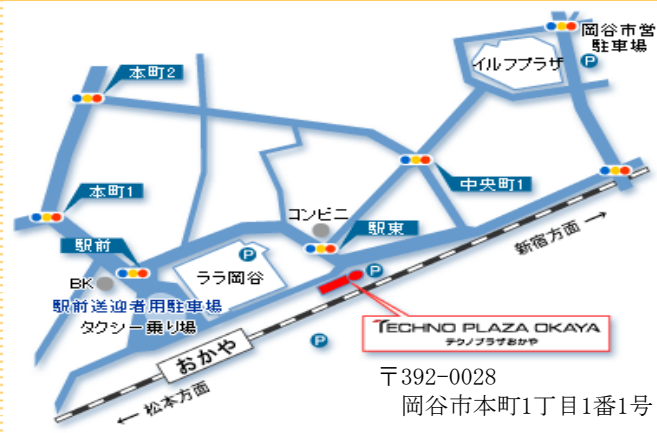 岡谷市営
駐車場
P
イルフプラザ
本町2
中央町1
本町1
コンビニ
駅東
新宿方面
駅前
P
ララ岡谷
P
BK
駅前送迎者用駐車場
タクシー乗り場
TECHNO PLAZA OKAYA
テクノプラザおかや
おかや
P
松本方面
〒392-0028
岡谷市本町1丁目1番1号